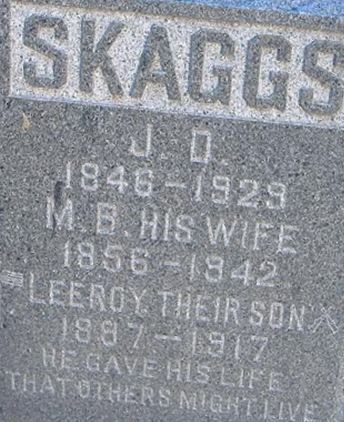 SKAGGS
J. D.
1846-1929
M. B. HIS WIFE
1856-1942
LEEROY, THEIR SON
1887-1917
HE GAVE HIS LIFE
THAT OTHERS MIGHT LIVE